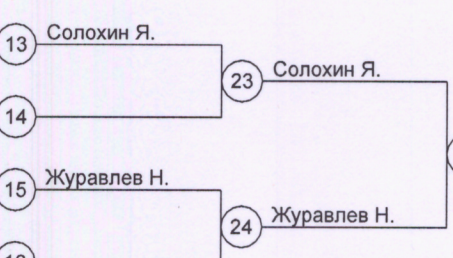 13 Солохин Я.
23 Солохин Я.
14
15 Журавлев Н.
24 Журавлев Н.